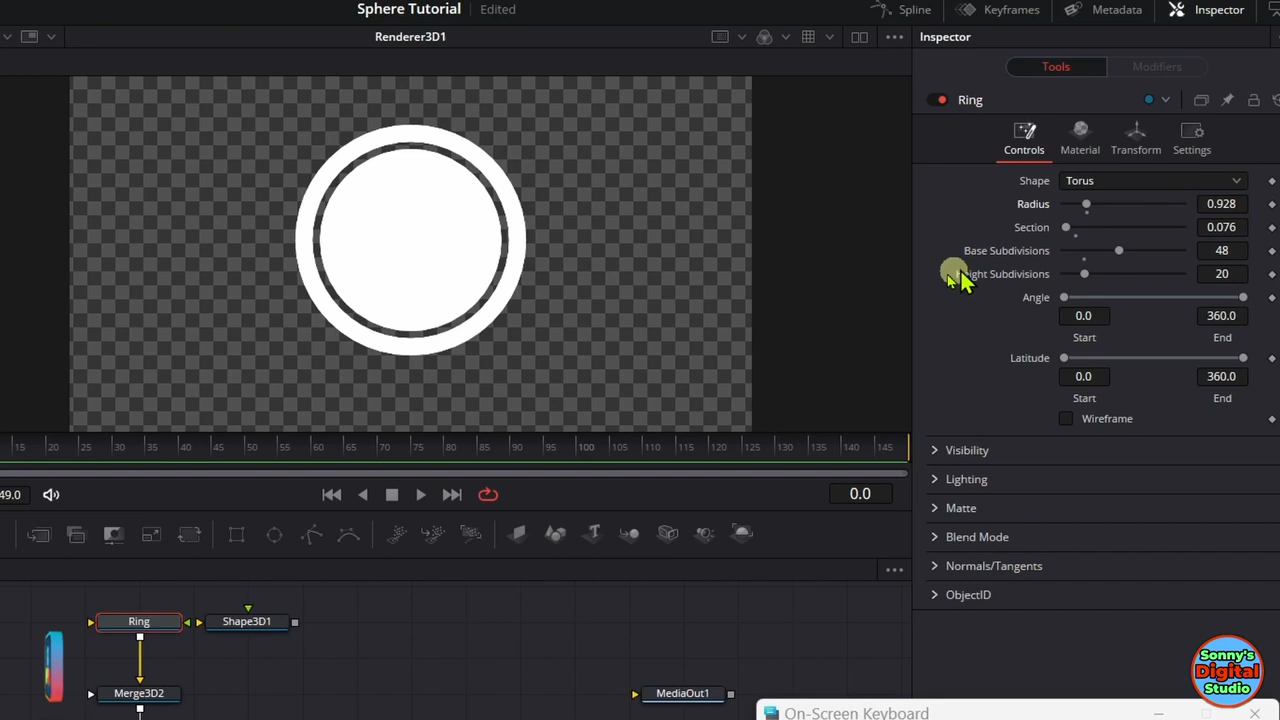 Sphere Tutorial Edited
Spline Keyframes Metadata Inspector
Renderer3D1
Inspector
Tools Modifiers
Ring
Controls Material Transform Settings
Shape Torus
Radius 0.928
Section 0.076
Base Subdivisions 48
ght Subdivisions 20
Angle
0.0 360.0
Start End
Latitude
0.0 360.0
Start End
Wireframe
Visibility
Lighting
Matte
Blend Mode
Normals/Tangents
ObjectID
15 20 25 30 35 40 45 50 55 60 65 70 75 80 85 90 95 100 105 110 115 120 125 130 135 140 145
49.0 0.0
T
Ring Shape3D1
Merge3D2 MediaOut1
Sonny's
Digital
Studio
On-Screen Keyboard